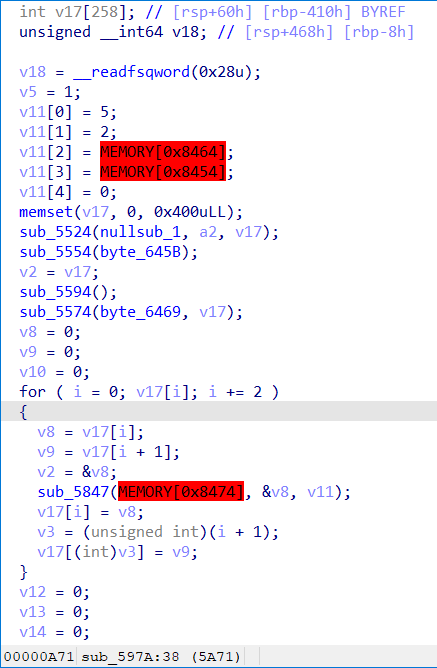 int v17[258]; // [rsp+60h] [rbp-410h] BYREF
unsigned __int64 v18; // [rsp+468h] [rbp-8h]
v18 = __readfsqword(0x28u);
v5 = 1;
v11[0] = 5;
v11[1] = 2;
v11[2] = MEMORY[0x8464];
v11[3] = MEMORY[0x8454];
v11[4] = 0;
memset(v17, 0, 0x400uLL);
sub_5524(nullsub_1, a2, v17);
sub_5554(byte_645B);
v2 = v17;
sub_5594();
sub_5574(byte_6469, v17);
v8 = 0;
v9 = 0;
v10 = 0;
for ( i = 0; v17[i]; i += 2 )
{
v8 = v17[i];
v9 = v17[i + 1];
v2 = &v8;
sub_5847(MEMORY[0x8474], &v8, v11);
v17[i] = v8;
v3 = (unsigned int)(i + 1);
v17[(int)v3] = v9;
}
v12 = 0;
v13 = 0;
v14 = 0;
00000A71 sub_597A:38 (5A71)